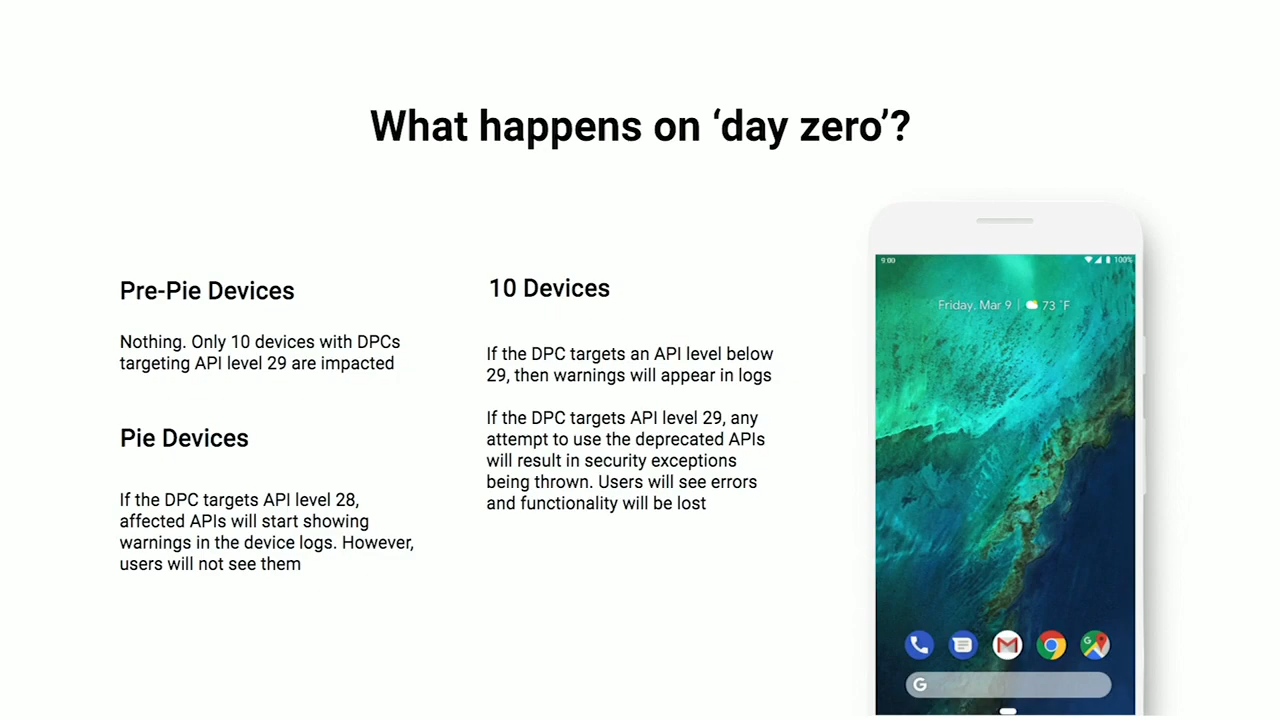 What happens on ‘day zero’?
Pre-Pie Devices
Nothing. Only 10 devices with DPCs
targeting API level 29 are impacted
Pie Devices
If the DPC targets API level 28,
affected APIs will start showing
warnings in the device logs. However,
users will not see them
10 Devices
If the DPC targets an API level below
29, then warnings will appear in logs
If the DPC targets API level 29, any
attempt to use the deprecated APIs
will result in security exceptions
being thrown. Users will see errors
and functionality will be lost
9:00
100%
Friday, Mar 9 | 73 °F
G